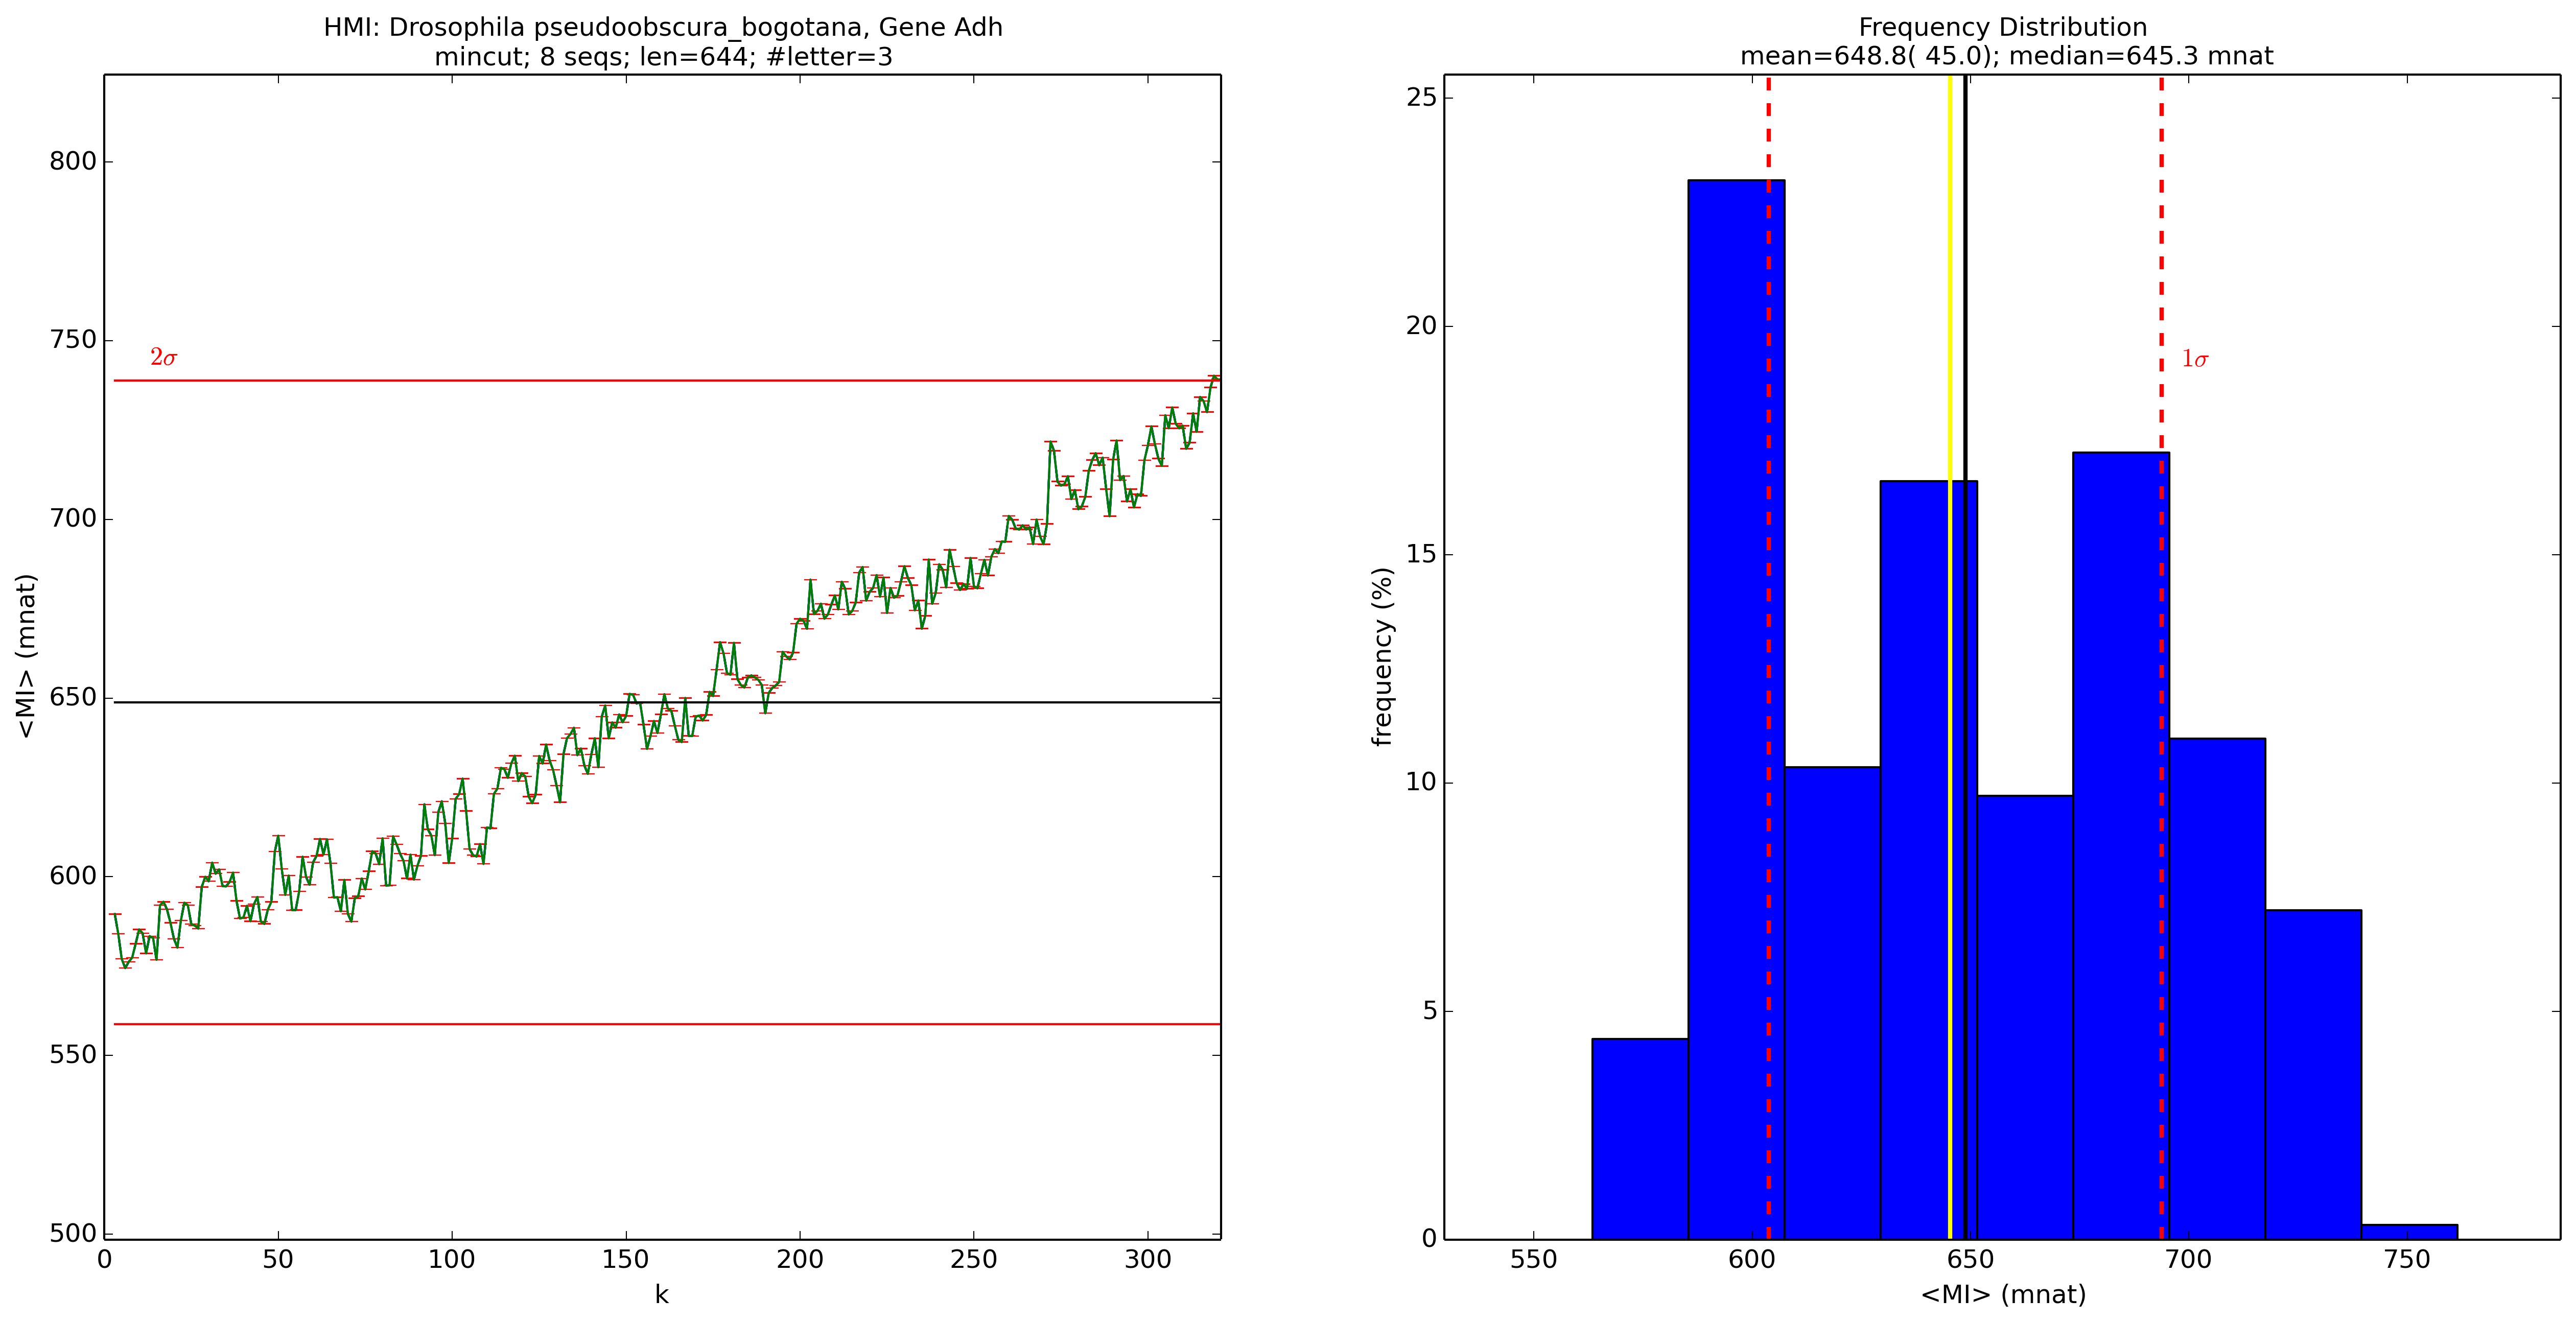 HMI: Drosophila pseudoobscura_bogotana, Gene Adh
mincut; 8 seqs; len=644; #letter=3
800
750
700
650
600
550
500
2σ
<MI> (mnat)
0 50 100 150 200 250 300
k
Frequency Distribution
mean=648.8( 45.0); median=645.3 mnat
25
20
15
10
5
0
1σ
frequency (%)
550 600 650 700 750
<MI> (mnat)